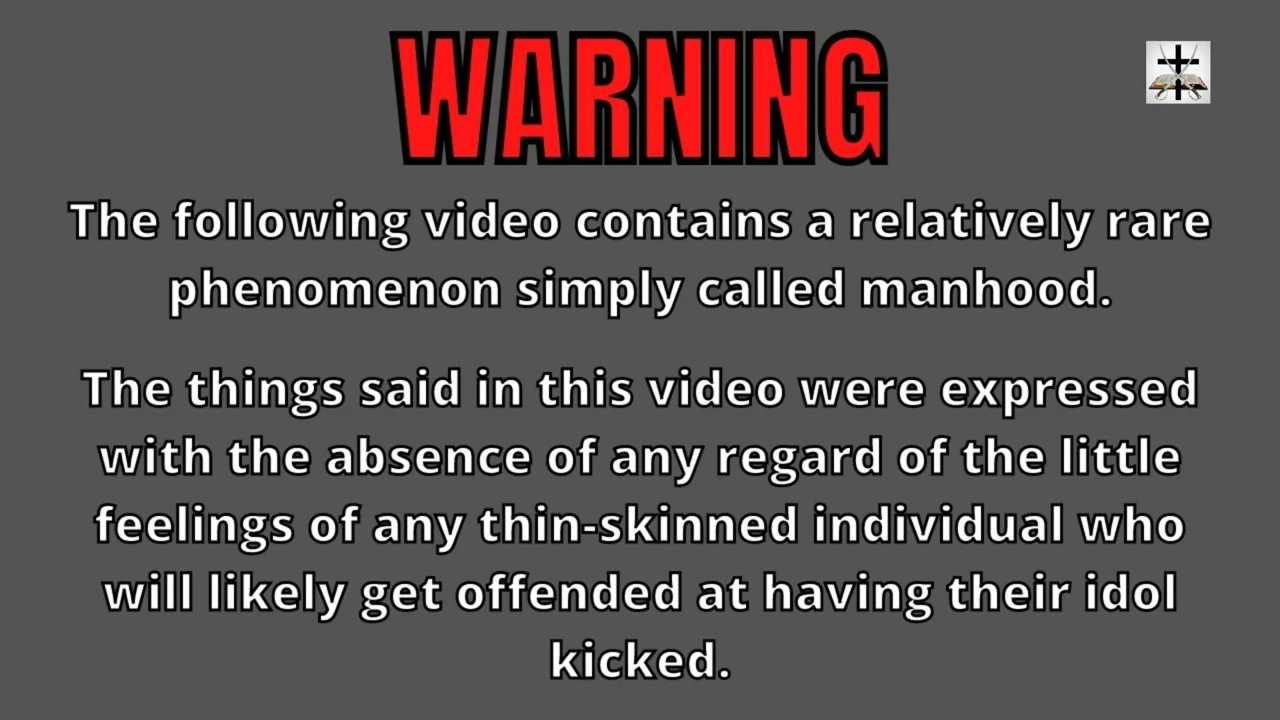 WARNING
The following video contains a relatively rare
phenomenon simply called manhood.
The things said in this video were expressed
with the absence of any regard of the little
feelings of any thin-skinned individual who
will likely get offended at having their idol
kicked.